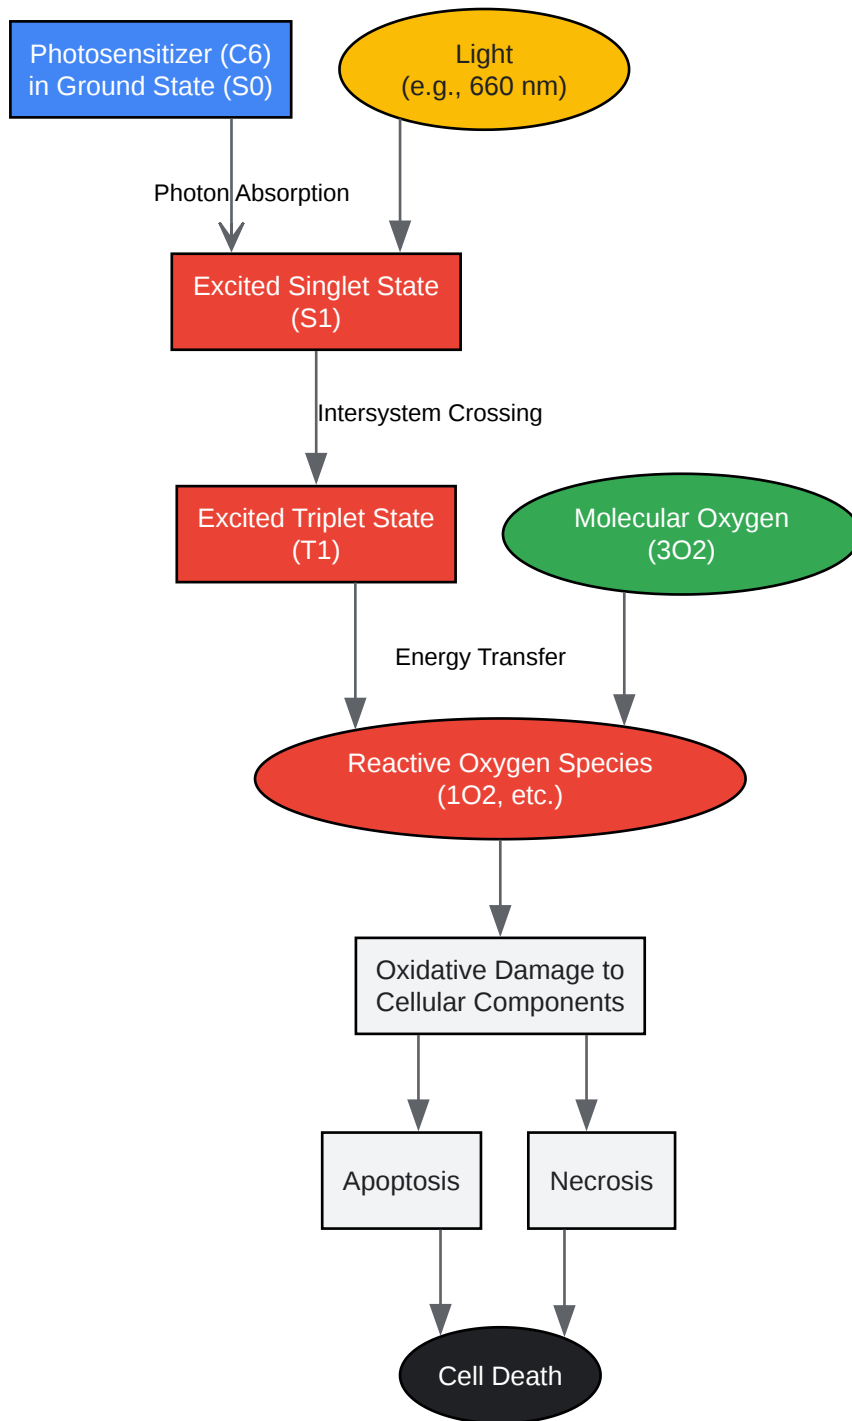 Photosensitizer (C6)
in Ground State (S0)
Light
(e.g., 660 nm)
Photon Absorption
Excited Singlet State
(S1)
Intersystem Crossing
Excited Triplet State
(T1)
Molecular Oxygen
(3O2)
Energy Transfer
Reactive Oxygen Species
(1O2, etc.)
Oxidative Damage to
Cellular Components
Apoptosis
Necrosis
Cell Death